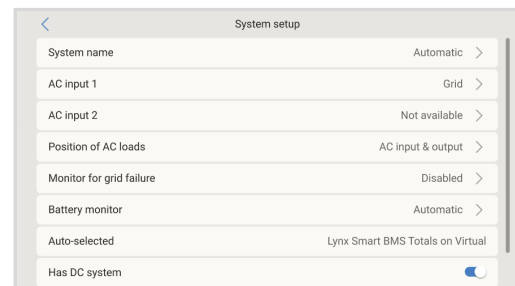 System setup
System name Automatic
AC input 1 Grid
AC input 2 Not available
Position of AC loads AC input & output
Monitor for grid failure Disabled
Battery monitor Automatic
Auto-selected Lynx Smart BMS Totals on Virtual
Has DC system